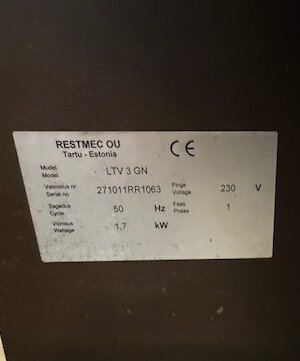 RESTMEC OU
Tartu - Estonia
CE
Mudel
Model
LTV 3 GN
Valmistus nr
Serial no
271011RR1063
Pinge
Voltage
230 V
Sagedus
Cycle
50 Hz
Faas
Phase
1
Võimsus
Wattage
1,7 kW